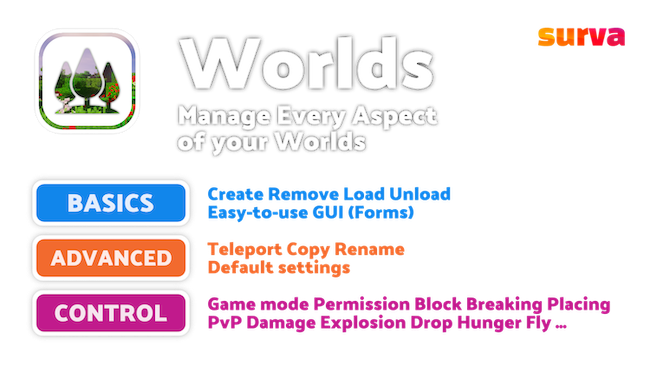 surva
Worlds
Manage Every Aspect
of your Worlds
BASICS
Create Remove Load Unload
Easy-to-use GUI (Forms)
ADVANCED
Teleport Copy Rename
Default settings
CONTROL
Game mode Permission Block Breaking Placing
PvP Damage Explosion Drop Hunger Fly ...